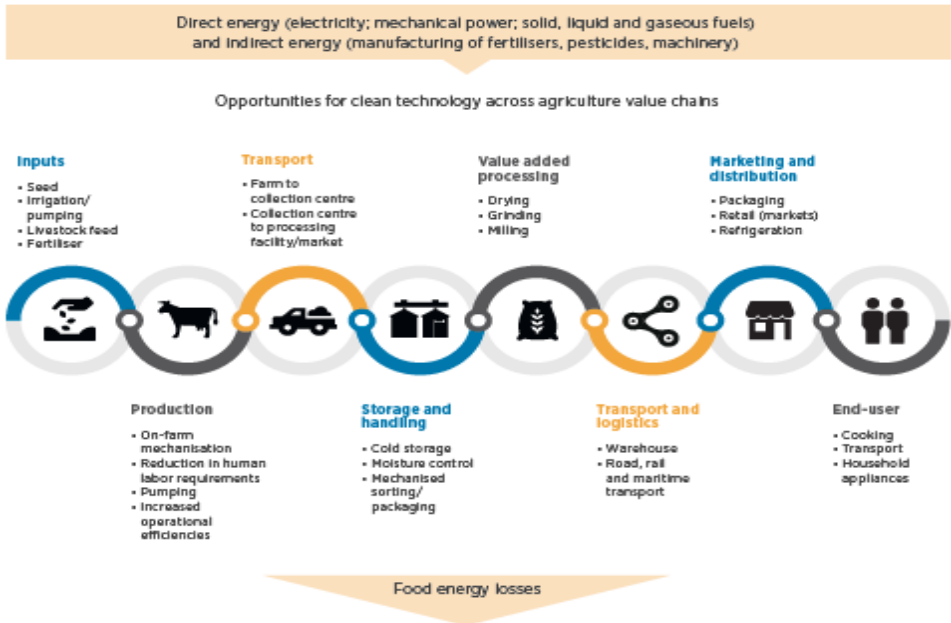 Direct energy (electricity; mechanical power; solid, liquid and gaseous fuels)
and indirect energy (manufacturing of fertilisers, pesticides, machinery)
Opportunities for clean technology across agriculture value chains
Inputs
• Seed
• Irrigation/
pumping
• Livestock feed
• Fertiliser
Transport
• Farm to
collection centre
• Collection centre
to processing
facility/market
Value added
processing
• Drying
• Grinding
• Milling
Marketing and
distribution
• Packaging
• Retail (markets)
• Refrigeration
Production
• On-farm
mechanisation
• Reduction in human
labor requirements
• Pumping
• Increased
operational
efficiencies
Storage and
handling
• Cold storage
• Moisture control
• Mechanised
sorting/
packaging
Transport and
logistics
• Warehouse
• Road, rail
and maritime
transport
End-user
• Cooking
• Transport
• Household
appliances
Food energy losses